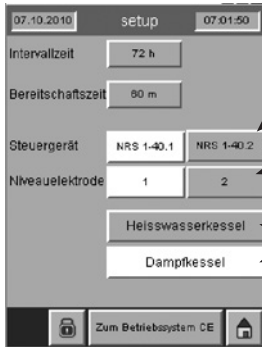 07.10.2010 setup 07:01:50
Intervallzeit 72 h
Bereitschaftszeit 60 m
Steuergerät NRS 1-40.1 NRS 1-40.2
Niveauelektrode 1 2
Heisswasserkessel
Dampfkessel
Zum Betriebssystem CE